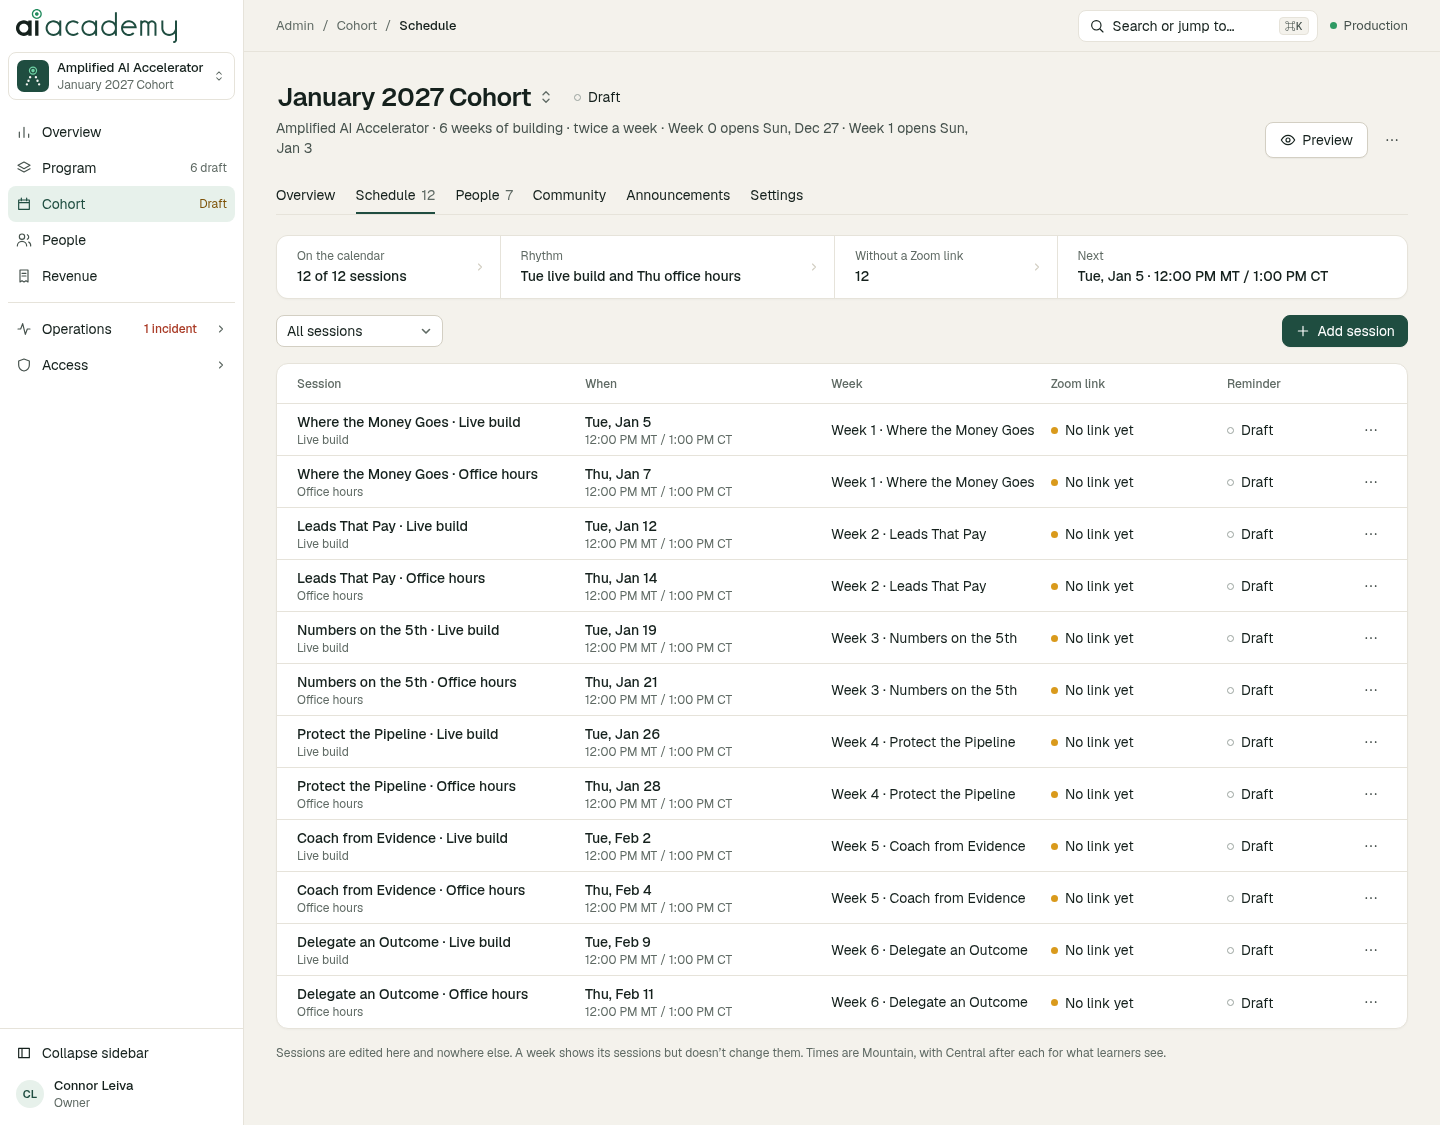 ai academy
Amplified AI Accelerator
January 2027 Cohort
Overview
Program 6 draft
Cohort Draft
People
Revenue
Operations 1 incident
Access
Collapse sidebar
CL
Connor Leiva
Owner
Admin / Cohort / Schedule
Search or jump to... ⌘K
Production
January 2027 Cohort
Draft
Amplified AI Accelerator · 6 weeks of building · twice a week · Week 0 opens Sun, Dec 27 · Week 1 opens Sun,
Jan 3
Preview
Overview Schedule 12 People 7 Community Announcements Settings
On the calendar
12 of 12 sessions
Rhythm
Tue live build and Thu office hours
Without a Zoom link
12
Next
Tue, Jan 5 · 12:00 PM MT / 1:00 PM CT
All sessions
Add session
Session When Week Zoom link Reminder
Where the Money Goes · Live build Tue, Jan 5 Week 1 · Where the Money Goes No link yet Draft
Live build 12:00 PM MT / 1:00 PM CT
Where the Money Goes · Office hours Thu, Jan 7 Week 1 · Where the Money Goes No link yet Draft
Office hours 12:00 PM MT / 1:00 PM CT
Leads That Pay · Live build Tue, Jan 12 Week 2 · Leads That Pay No link yet Draft
Live build 12:00 PM MT / 1:00 PM CT
Leads That Pay · Office hours Thu, Jan 14 Week 2 · Leads That Pay No link yet Draft
Office hours 12:00 PM MT / 1:00 PM CT
Numbers on the 5th · Live build Tue, Jan 19 Week 3 · Numbers on the 5th No link yet Draft
Live build 12:00 PM MT / 1:00 PM CT
Numbers on the 5th · Office hours Thu, Jan 21 Week 3 · Numbers on the 5th No link yet Draft
Office hours 12:00 PM MT / 1:00 PM CT
Protect the Pipeline · Live build Tue, Jan 26 Week 4 · Protect the Pipeline No link yet Draft
Live build 12:00 PM MT / 1:00 PM CT
Protect the Pipeline · Office hours Thu, Jan 28 Week 4 · Protect the Pipeline No link yet Draft
Office hours 12:00 PM MT / 1:00 PM CT
Coach from Evidence · Live build Tue, Feb 2 Week 5 · Coach from Evidence No link yet Draft
Live build 12:00 PM MT / 1:00 PM CT
Coach from Evidence · Office hours Thu, Feb 4 Week 5 · Coach from Evidence No link yet Draft
Office hours 12:00 PM MT / 1:00 PM CT
Delegate an Outcome · Live build Tue, Feb 9 Week 6 · Delegate an Outcome No link yet Draft
Live build 12:00 PM MT / 1:00 PM CT
Delegate an Outcome · Office hours Thu, Feb 11 Week 6 · Delegate an Outcome No link yet Draft
Office hours 12:00 PM MT / 1:00 PM CT
Sessions are edited here and nowhere else. A week shows its sessions but doesn't change them. Times are Mountain, with Central after each for what learners see.